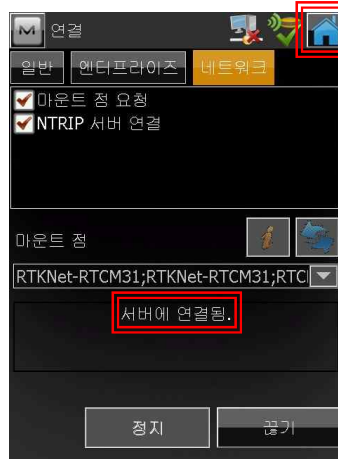 연결
일반 엔터프라이즈 네트워크
마운트 점 요청
NTRIP 서버 연결
마운트 점
RTKNet-RTCM31;RTKNet-RTCM31;RTCI
서버에 연결됨.
정지 끊기